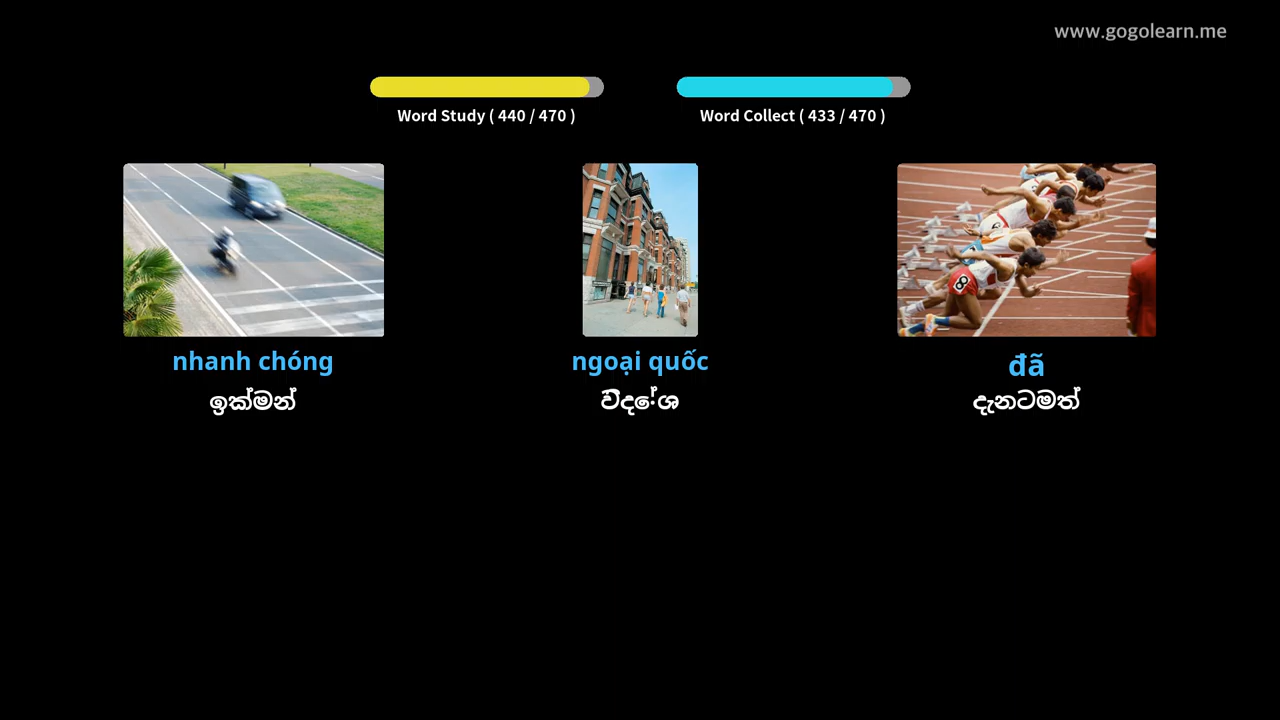 www.gogolearn.me
Word Study ( 440 / 470 )
Word Collect ( 433 / 470 )
nhanh chóng
ngoại quốc
đã
ඉක්මන්
විදේශ
දැනටමත්
8